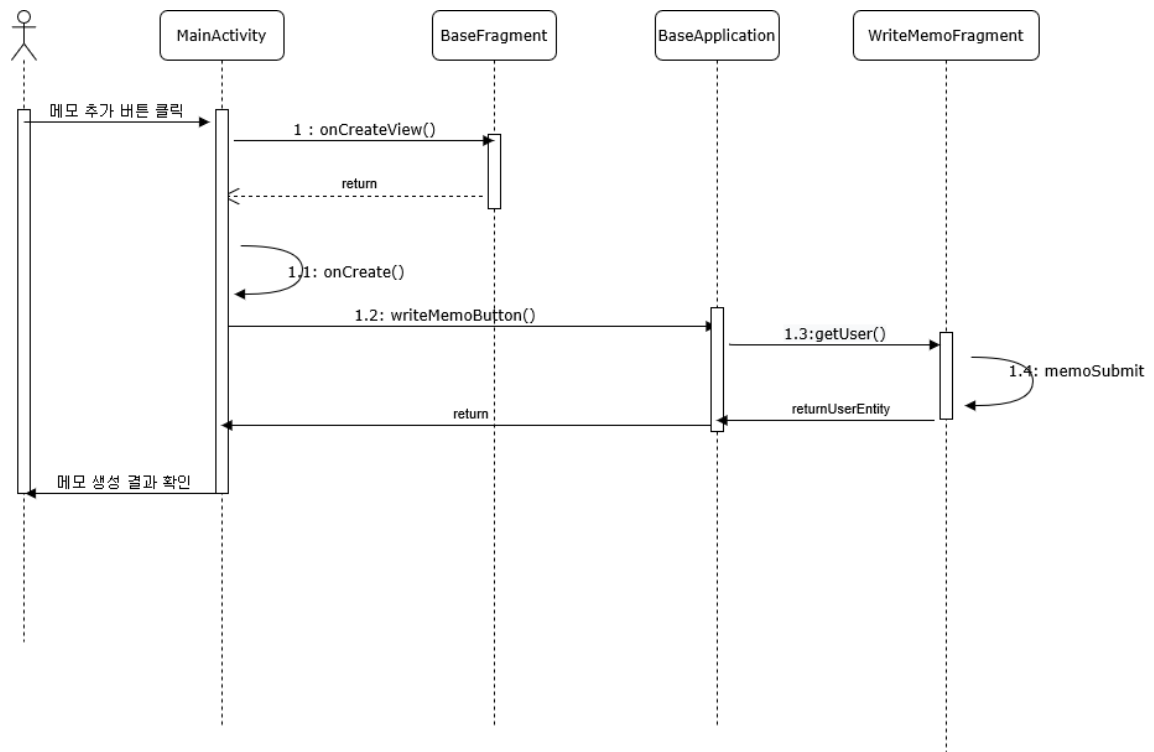 MainActivity
BaseFragment
BaseApplication
WriteMemoFragment
메모 추가 버튼 클릭
1 : onCreateView()
return
1.1: onCreate()
1.2: writeMemoButton()
1.3:getUser()
1.4: memoSubmit
returnUserEntity
return
메모 생성 결과 확인